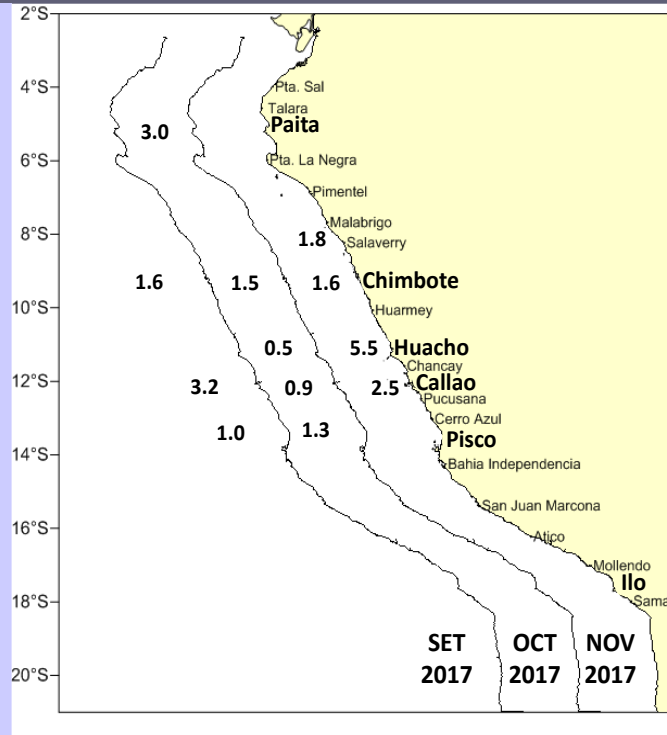 2°S
4°S
Pta. Sal
Talara
3.0
Paita
6°S
Pta. La Negra
Pimentel
Malabrigo
8°S
1.8
Salaverry
1.6
1.5
1.6
Chimbote
10°S
Huarmey
0.5
5.5
Huacho
Chancay
12°S
3.2
0.9
2.5
Callao
Pucusana
Cerro Azul
1.0
1.3
Pisco
14°S
Bahia Independencia
San Juan Marcona
16°S
Atico
Mollendo
Ilo
18°S
Sama
SET
2017
OCT
2017
NOV
2017
20°S